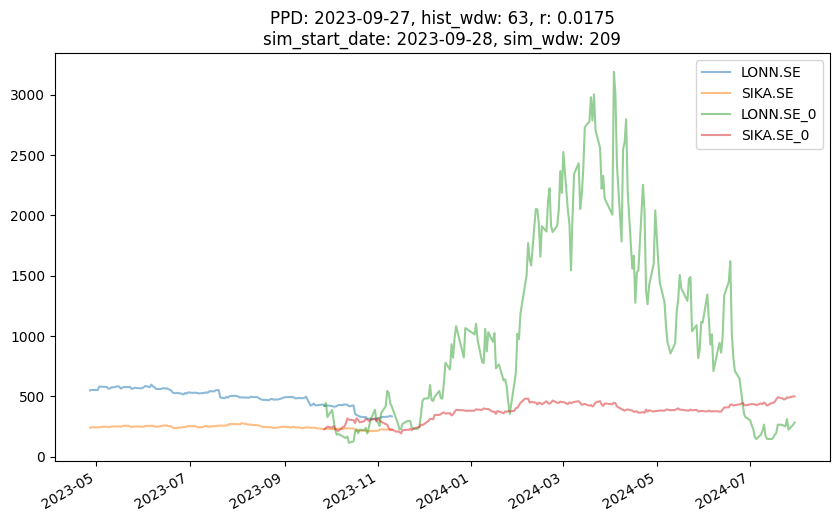 PPD: 2023-09-27, hist_wdw: 63, r: 0.0175
sim_start_date: 2023-09-28, sim_wdw: 209
LONN.SE
SIKA.SE
LONN.SE_0
SIKA.SE_0
3000
2500
2000
1500
1000
500
0
2023-05
2023-07
2023-09
2023-11
2024-01
2024-03
2024-05
2024-07